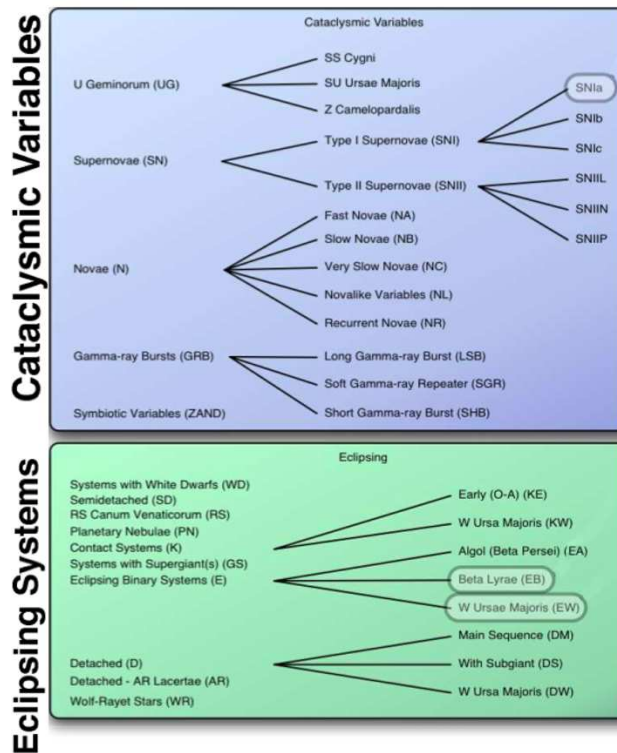 Cataclysmic Variables
Cataclysmic Variables
U Geminorum (UG)
SS Cygni
SU Ursae Majoris
Z Camelopardalis
Supernovae (SN)
Type I Supernovae (SNI)
SNIa
SNIb
SNIc
Type II Supernovae (SNII)
SNIIL
SNIIN
SNIIP
Novae (N)
Fast Novae (NA)
Slow Novae (NB)
Very Slow Novae (NC)
Novalike Variables (NL)
Recurrent Novae (NR)
Gamma-ray Bursts (GRB)
Long Gamma-ray Burst (LSB)
Soft Gamma-ray Repeater (SGR)
Short Gamma-ray Burst (SHB)
Symbiotic Variables (ZAND)
Eclipsing Systems
Eclipsing
Systems with White Dwarfs (WD)
Semidetached (SD)
RS Canum Venaticorum (RS)
Planetary Nebulae (PN)
Contact Systems (K)
Early (O-A) (KE)
W Ursa Majoris (KW)
Systems with Supergiant(s) (GS)
Eclipsing Binary Systems (E)
Algol (Beta Persei) (EA)
Beta Lyrae (EB)
W Ursae Majoris (EW)
Detached (D)
Main Sequence (DM)
With Subgiant (DS)
W Ursa Majoris (DW)
Detached - AR Lacertae (AR)
Wolf-Rayet Stars (WR)